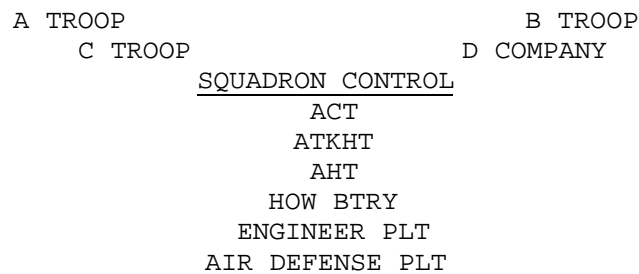 A TROOP B TROOP
C TROOP D COMPANY
SQUADRON CONTROL
ACT
ATKHT
AHT
HOW BTRY
ENGINEER PLT
AIR DEFENSE PLT